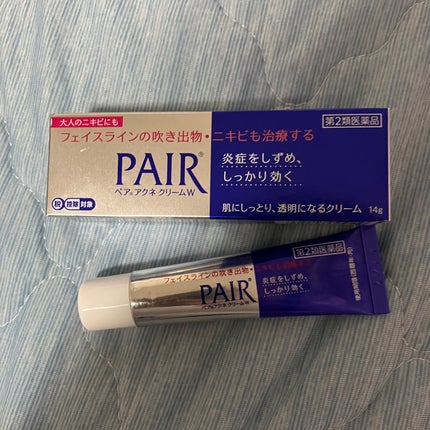 大人のニキビにも
第2類医薬品
フェイスラインの吹き出物・ニキビも治療する
PAIR®
ペア® アクネ クリームW
炎症をしずめ、
しっかり効く
税 控除 対象
肌にしっとり、透明になるクリーム 14g
第2類医薬品
フェイスラインの吹き出物・ニキビも治療
PAIR®
ペア® アクネ クリームW
炎症をしずめ、
しっかり効く